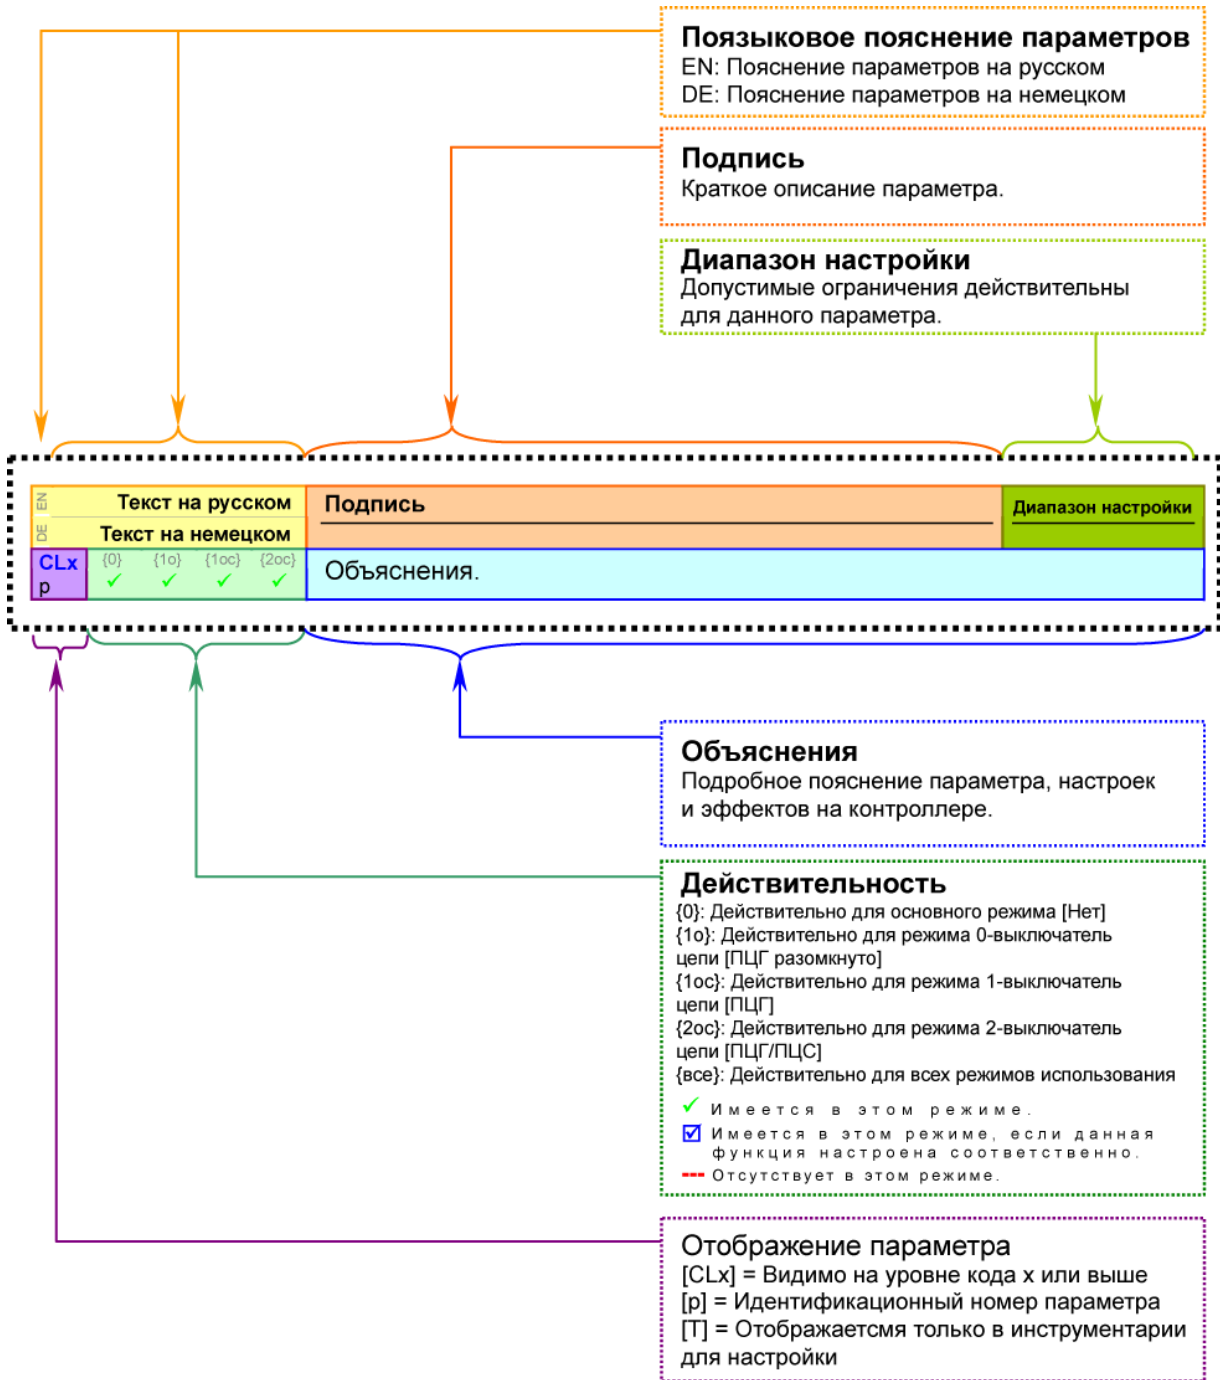 Поязыковое пояснение параметров
EN: Пояснение параметров на русском
DE: Пояснение параметров на немецком
Подпись
Краткое описание параметра.
Диапазон настройки
Допустимые ограничения действительны
для данного параметра.
EN
Текст на русском
DE
Текст на немецком
Подпись
Диапазон настройки
CLx
p
{0} {1o} {1oc} {2oc}
Объяснения.
Объяснения
Подробное пояснение параметра, настроек
и эффектов на контроллере.
Действительность
{0}: Действительно для основного режима [Нет]
{1o}: Действительно для режима 0-выключатель
цепи [ПЦГ разомкнуто]
{1oc}: Действительно для режима 1-выключатель
цепи [ПЦГ]
{2oc}: Действительно для режима 2-выключатель
цепи [ПЦГ/ПЦС]
{все}: Действительно для всех режимов использования
Имеется в этом режиме.
Имеется в этом режиме, если данная
функция настроена соответственно.
Отсутствует в этом режиме.
Отображение параметра
[CLx] = Видимо на уровне кода x или выше
[p] = Идентификационный номер параметра
[T] = Отображаетсмя только в инструментарии
для настройки